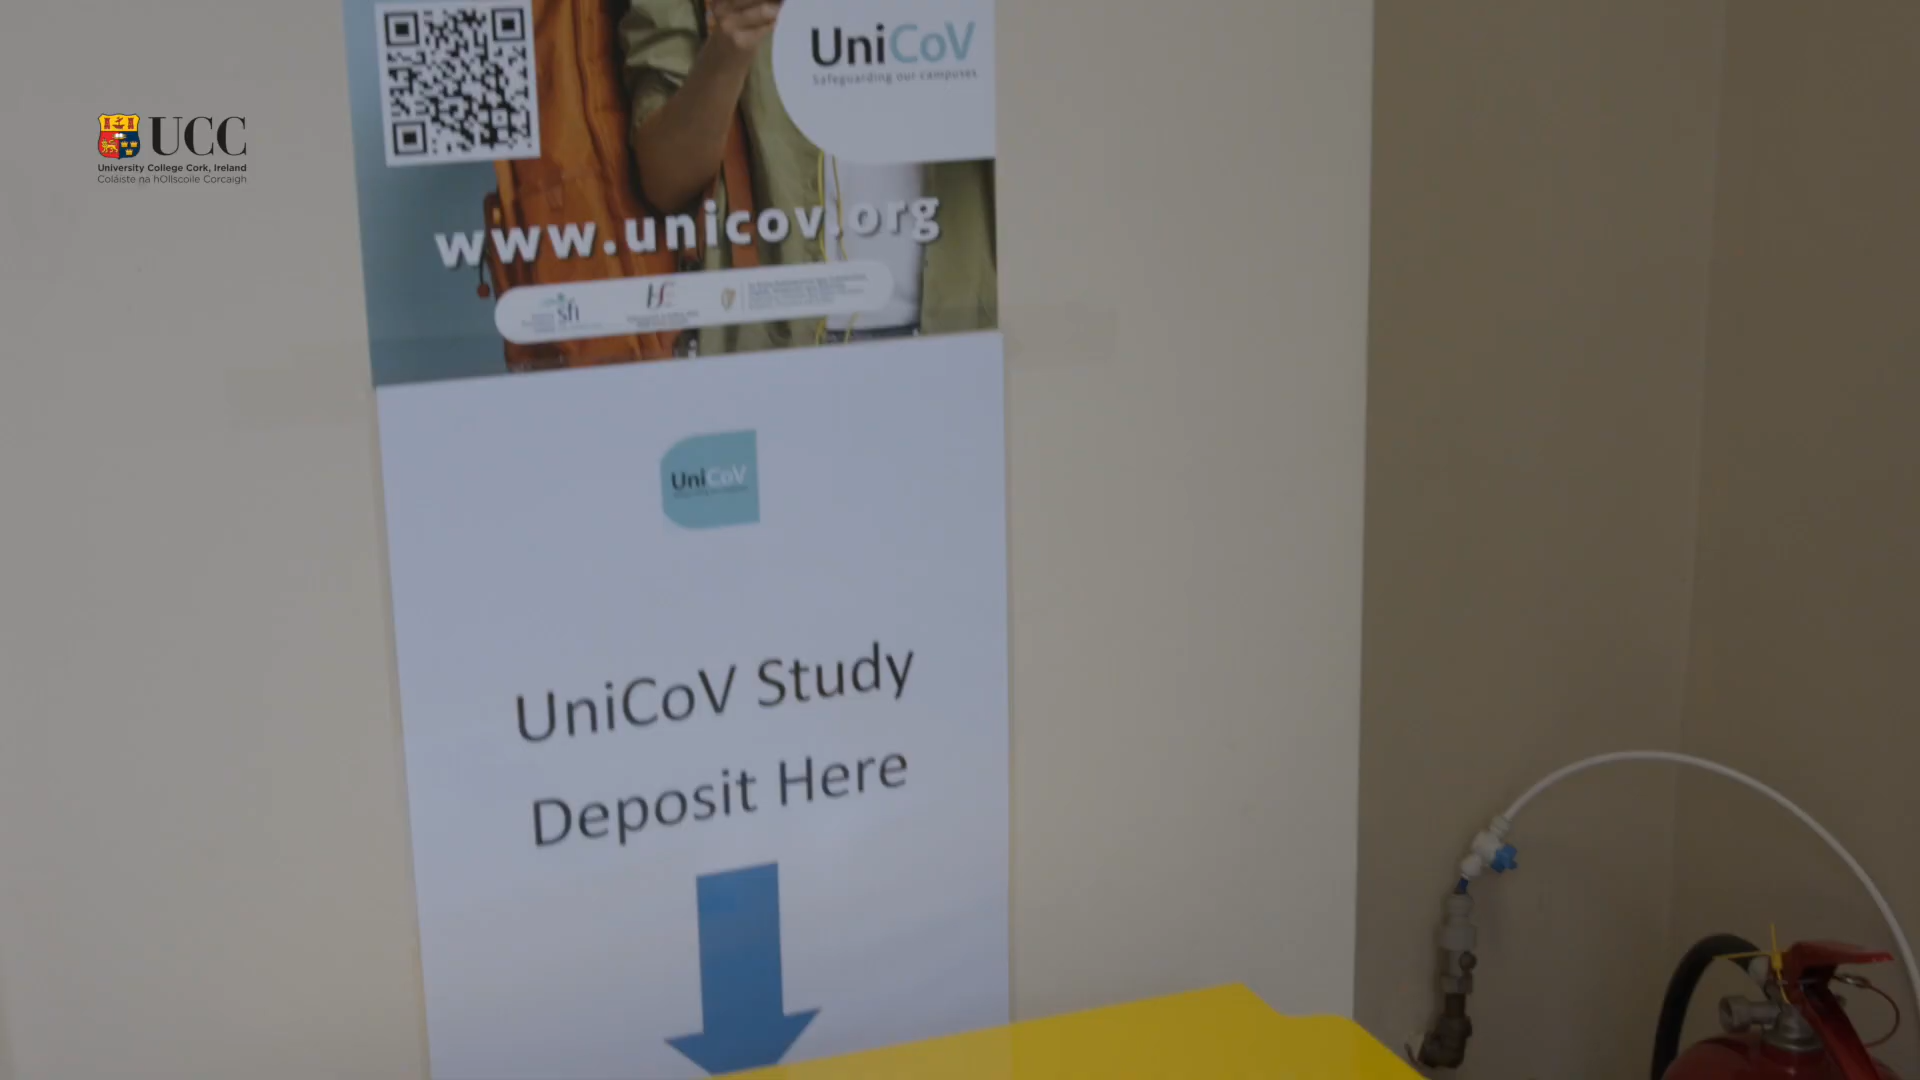 UniCoV
Safeguarding our campuses
UCC
University College Cork, Ireland
Coláiste na hOllscoile Corcaigh
www.unicov.org
sfi
UniCoV
UniCoV Study
Deposit Here